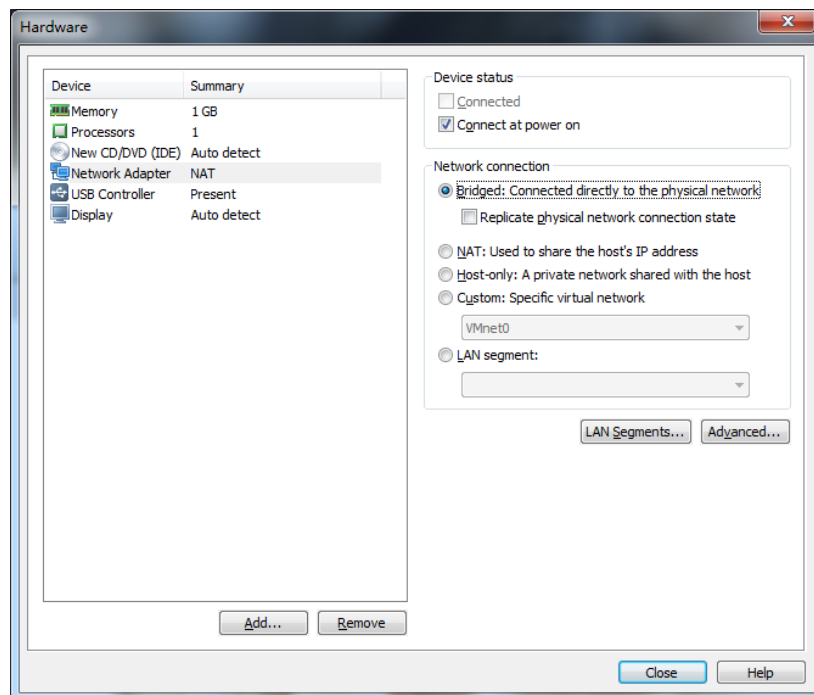 Hardware
Device Summary
Memory 1 GB
Processors 1
New CD/DVD (IDE) Auto detect
Network Adapter NAT
USB Controller Present
Display Auto detect
Add... Remove
Device status
Connected
Connect at power on
Network connection
Bridged: Connected directly to the physical network
Replicate physical network connection state
NAT: Used to share the host's IP address
Host-only: A private network shared with the host
Custom: Specific virtual network
VMnet0
LAN segment:
LAN Segments... Advanced...
Close Help